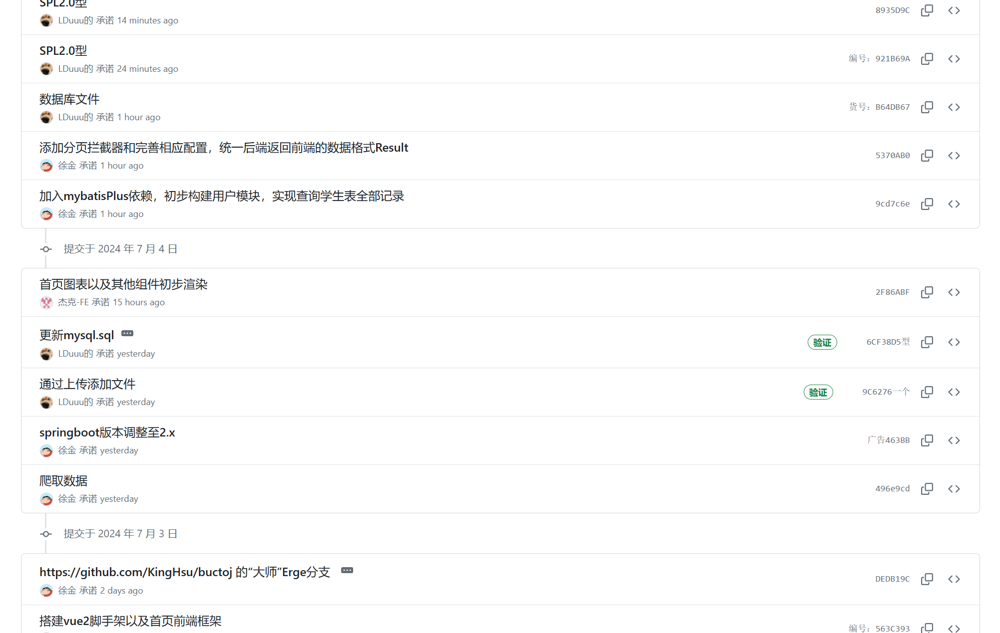 SPL2.0型
8935D9C
LDuuu的 承诺 14 minutes ago
SPL2.0型
编号：921B69A
LDuuu的 承诺 24 minutes ago
数据库文件
货号：B64DB67
LDuuu的 承诺 1 hour ago
添加分页拦截器和完善相应配置，统一后端返回前端的数据格式Result
5370AB0
徐金 承诺 1 hour ago
加入mybatisPlus依赖，初步构建用户模块，实现查询学生表全部记录
9cd7c6e
徐金 承诺 1 hour ago
提交于 2024 年 7 月 4 日
首页图表以及其他组件初步渲染
2F86ABF
杰克-FE 承诺 15 hours ago
更新mysql.sql
验证
6CF38D5型
LDuuu的 承诺 yesterday
通过上传添加文件
验证
9C6276一个
LDuuu的 承诺 yesterday
springboot版本调整至2.x
广告463BB
徐金 承诺 yesterday
爬取数据
496e9cd
徐金 承诺 yesterday
提交于 2024 年 7 月 3 日
https://github.com/KingHsu/buctoj 的“大师”Erge分支
DEDB19C
徐金 承诺 2 days ago
搭建vue2脚手架以及首页前端框架
编号：563C393